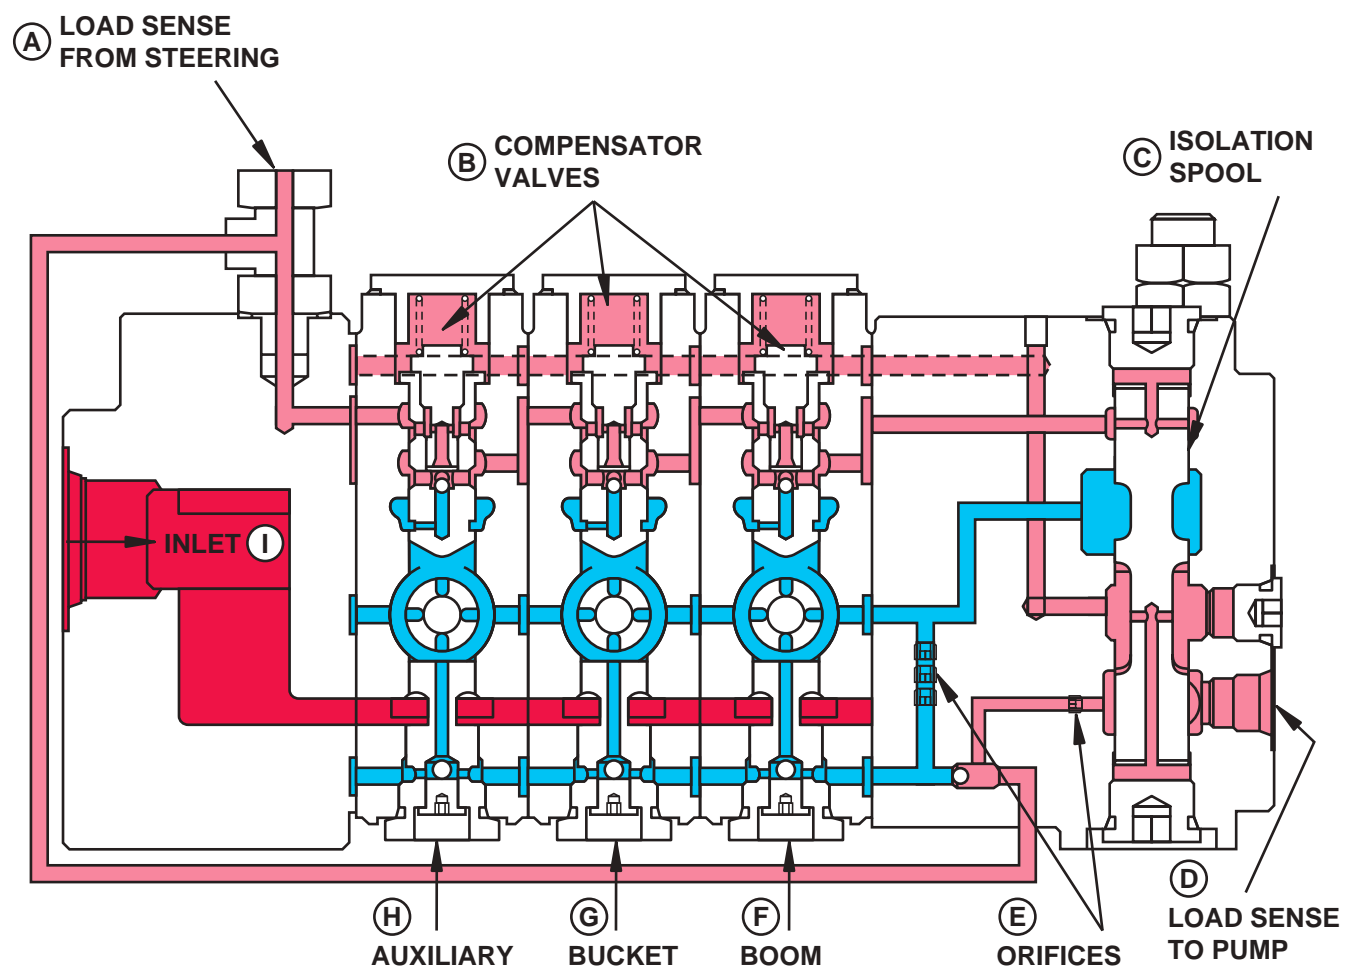 A LOAD SENSE
FROM STEERING
B COMPENSATOR
VALVES
C ISOLATION
SPOOL
INLET I
H
AUXILIARY
G
BUCKET
F
BOOM
E
ORIFICES
D
LOAD SENSE
TO PUMP